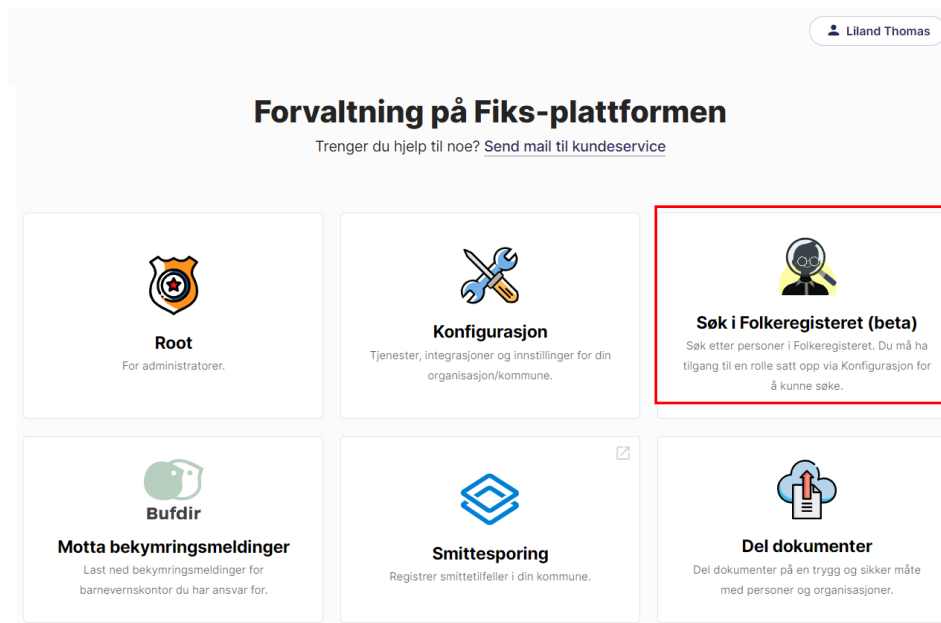 Liland Thomas
Forvaltning på Fiks-plattformen
Trenger du hjelp til noe? Send mail til kundeservice
Root
For administratorer.
Konfigurasjon
Tjenester, integrasjoner og innstillinger for din
organisasjon/kommune.
Søk i Folkeregisteret (beta)
Søk etter personer i Folkeregisteret. Du må ha
tilgang til en rolle satt opp via Konfigurasjon for
å kunne søke.
Bufdir
Motta bekymringsmeldinger
Last ned bekymringsmeldinger for
barnevernskontor du har ansvar for.
Smittesporing
Registrer smittetilfeller i din kommune.
Del dokumenter
Del dokumenter på en trygg og sikker måte
med personer og organisasjoner.